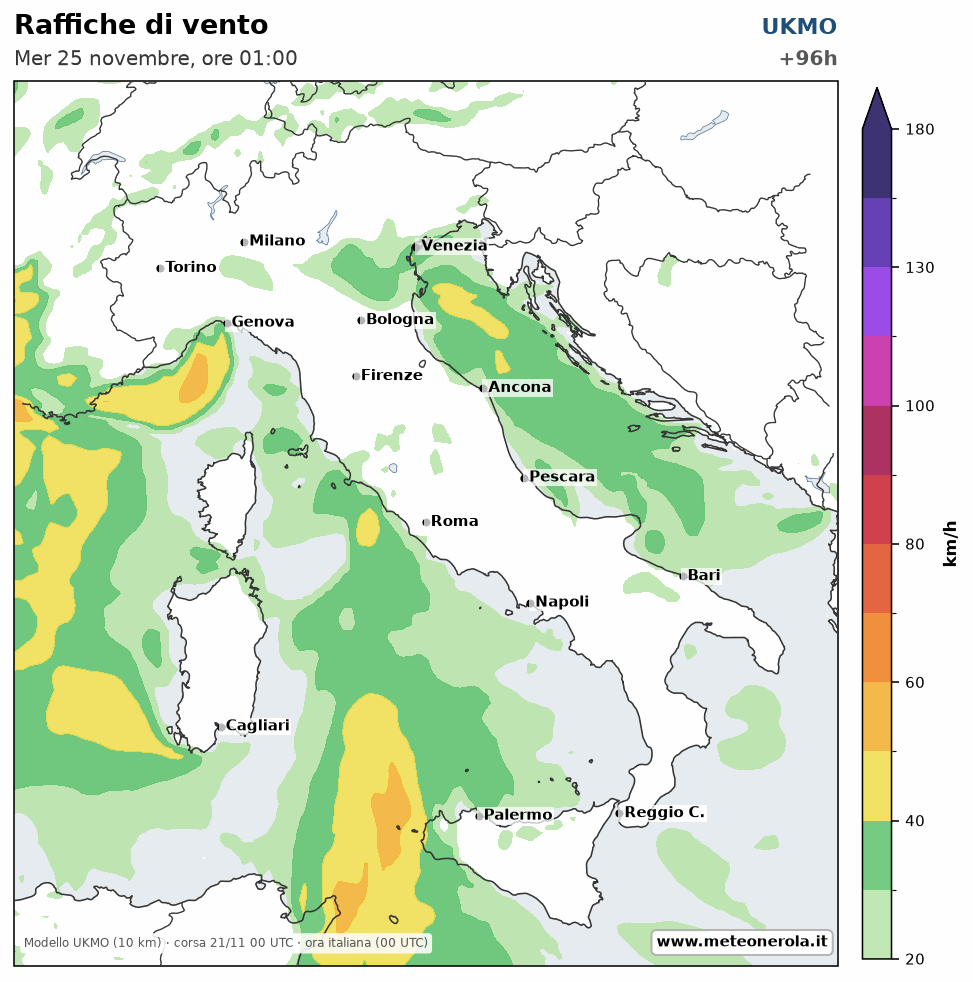 Raffiche di vento
UKMO
Mer 25 novembre, ore 01:00
+96h
180
130
100
80
60
40
20
km/h
Venezia
Milano
Torino
Genova
Bologna
Firenze
Ancona
Pescara
Roma
Bari
Napoli
Cagliari
Palermo
Reggio C.
Modello UKMO (10 km) · corsa 21/11 00 UTC · ora italiana (00 UTC)
www.meteonerola.it